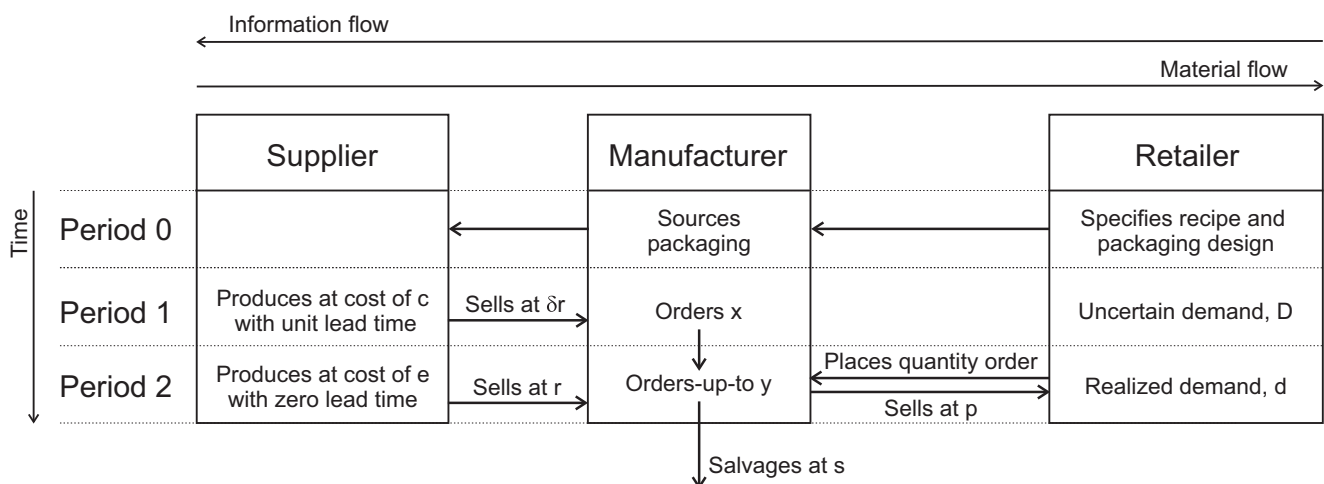 Information flow
Material flow
Supplier
Manufacturer
Retailer
Time
Period 0
Sources
packaging
Specifies recipe and
packaging design
Period 1
Produces at cost of c
with unit lead time
Sells at δr
Orders x
Uncertain demand, D
Period 2
Produces at cost of e
with zero lead time
Sells at r
Orders-up-to y
Places quantity order
Sells at p
Realized demand, d
Salvages at s